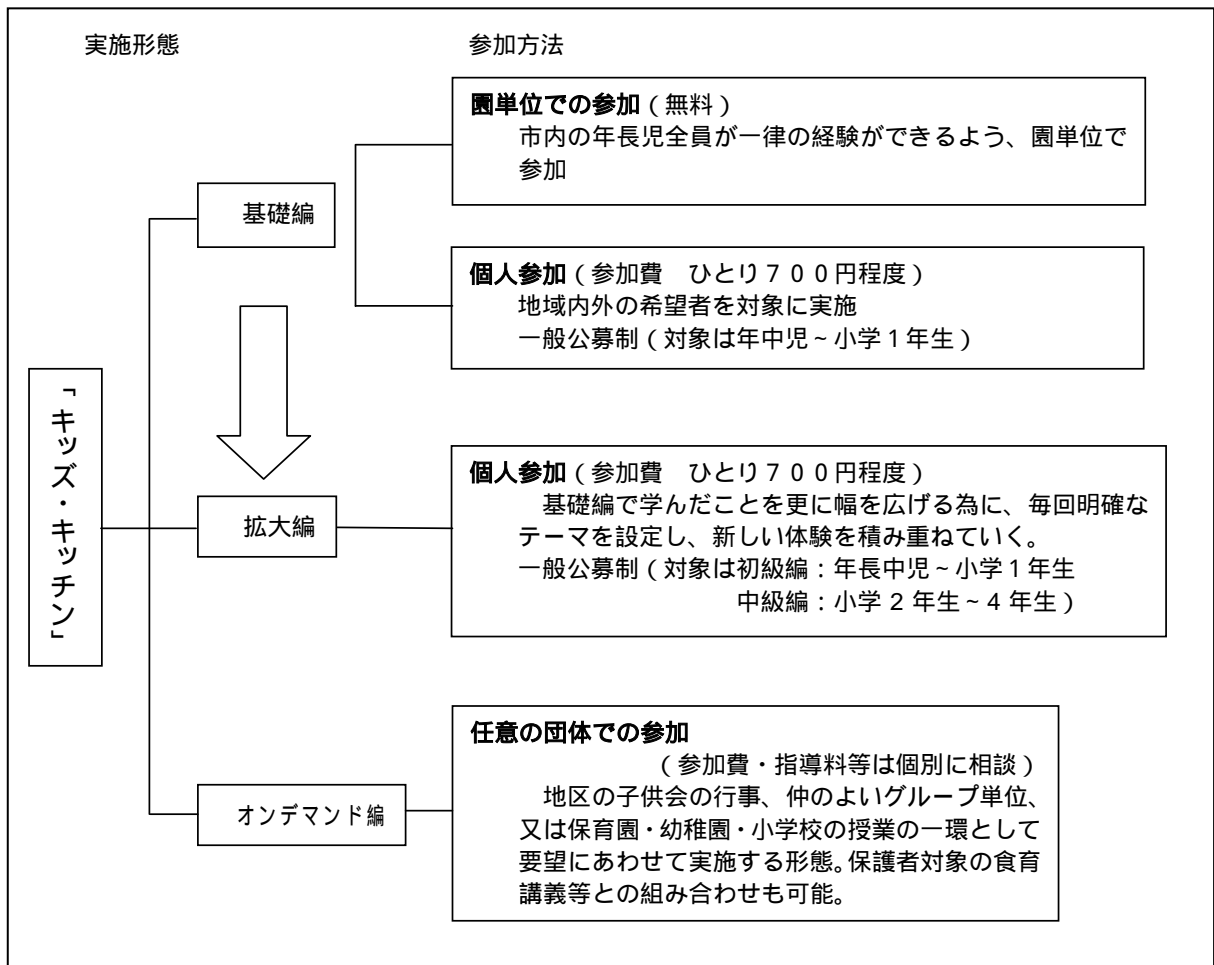 実施形態
参加方法
園単位での参加(無料)
市内の年長児全員が一律の経験ができるよう、園単位で
参加
基礎編
個人参加(参加費 ひとり700円程度)
地域内外の希望者を対象に実施
一般公募制(対象は年中児~小学1年生)
「キッズ・キッチン」
拡大編
個人参加(参加費 ひとり700円程度)
基礎編で学んだことを更に幅を広げる為に、毎回明確な
テーマを設定し、新しい体験を積み重ねていく。
一般公募制(対象は初級編:年長中児~小学1年生
中級編:小学2年生~4年生)
オンデマンド編
任意の団体での参加
(参加費・指導料等は個別に相談)
地区の子供会の行事、仲のよいグループ単位、
又は保育園・幼稚園・小学校の授業の一環として
要望にあわせて実施する形態。保護者対象の食育
講義等との組み合わせも可能。